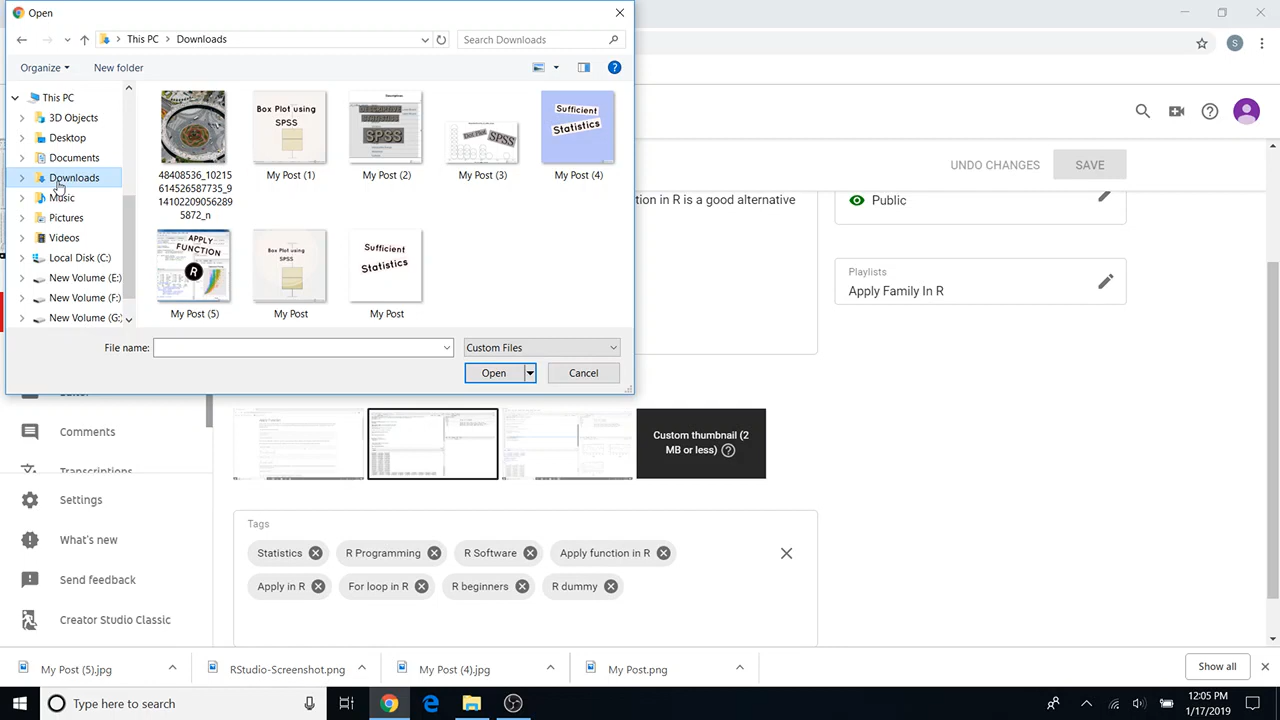 Open
This PC
Downloads
Search Downloads
Organize
New folder
This PC
3D Objects
Desktop
Documents
Downloads
Music
Pictures
Videos
Local Disk (C:)
New Volume (E:)
New Volume (F:)
New Volume (G:
48408536_10215
614526587735_9
14102209056289
5872_n
Box Plot using
SPSS
My Post (1)
SPSS
My Post (2)
SPSS
My Post (3)
Sufficient
Statistics
My Post (4)
APPLY
FUNCTION
R
My Post (5)
Box Plot using
SPSS
My Post
Sufficient
Statistics
My Post
File name:
Custom Files
Open
Cancel
S
UNDO CHANGES
SAVE
tion in R is a good alternative
Public
Playlists
Apply Family In R
Comments
Transcriptions
Settings
What's new
Send feedback
Creator Studio Classic
Custom thumbnail (2
MB or less)
Tags
Statistics
R Programming
R Software
Apply function in R
Apply in R
For loop in R
R beginners
R dummy
My Post (5).jpg
RStudio-Screenshot.png
My Post (4).jpg
My Post.png
Show all
Type here to search
12:05 PM
1/17/2019